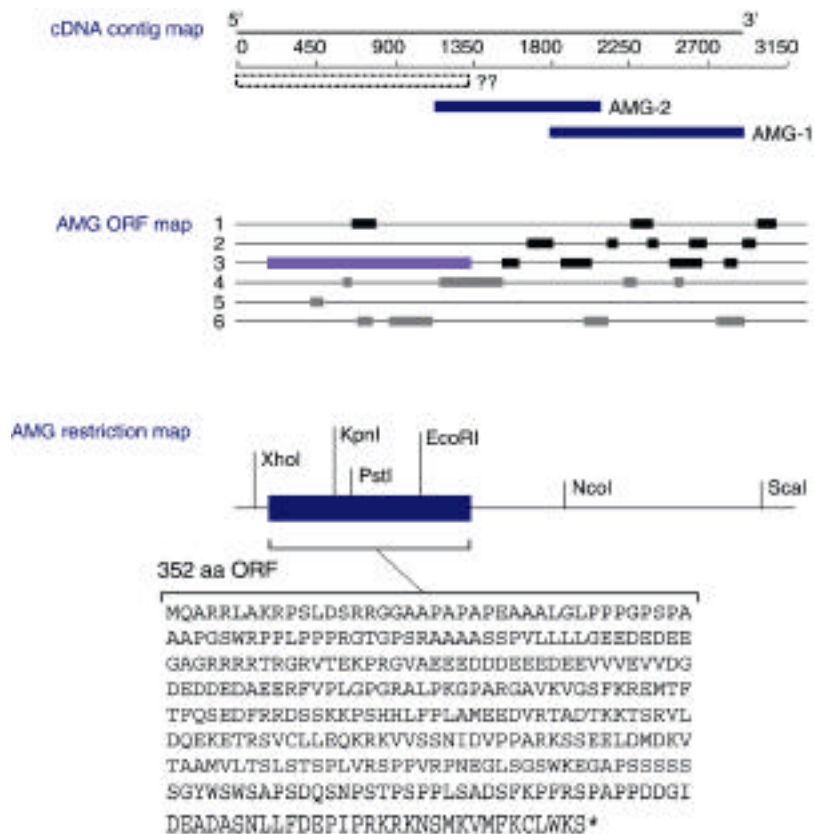 5'
3'
cDNA contig map
0 450 900 1350 1800 2250 2700 3150
??
AMG-2
AMG-1
AMG ORF map
1
2
3
4
5
6
AMG restriction map
XhoI
KpnI
PstI
EcoRI
NcoI
ScaI
352 aa ORF
MQARRLAKRPSLDSRRGGAAPAPAPEAAALGLPPPGPSPA
AAPGSWRPPLPPPRGTGPSRAAAASSPVLLLLGEEDEDEE
GAGRRRRTRGRVTEKPRGVAEEEDDDEEEDEEVVVEVVDG
DEDDEDAEERFVPLGPGRALPKGPARGAVKVGSFKREMTF
TFQSEDFRRDSSKKPSHHLFPLAMEEDVRTADTKKTSRVL
DQEKETRSVCLLEQKRKVVSSNIDVPPARKSSEELDMDKV
TAAMVLTSLSTSPLVRSPPVRPNEGLSGSWKEGAPSSSSS
SGYWSWSAPSDQSNPSTPSPPLSADSFKPFRSPAPPDDGI
DEADASNLLFDEPIPRKRKNSMKVMFKCLWKS*